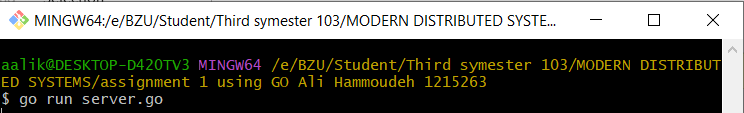 MINGW64:/e/BZU/Student/Third symester 103/MODERN DISTRIBUTED SYSTE...
aalik@DESKTOP-D42OTV3 MINGW64 /e/BZU/Student/Third symester 103/MODERN DISTRIBUT
ED SYSTEMS/assignment 1 using GO Ali Hammoudeh 1215263
$ go run server.go